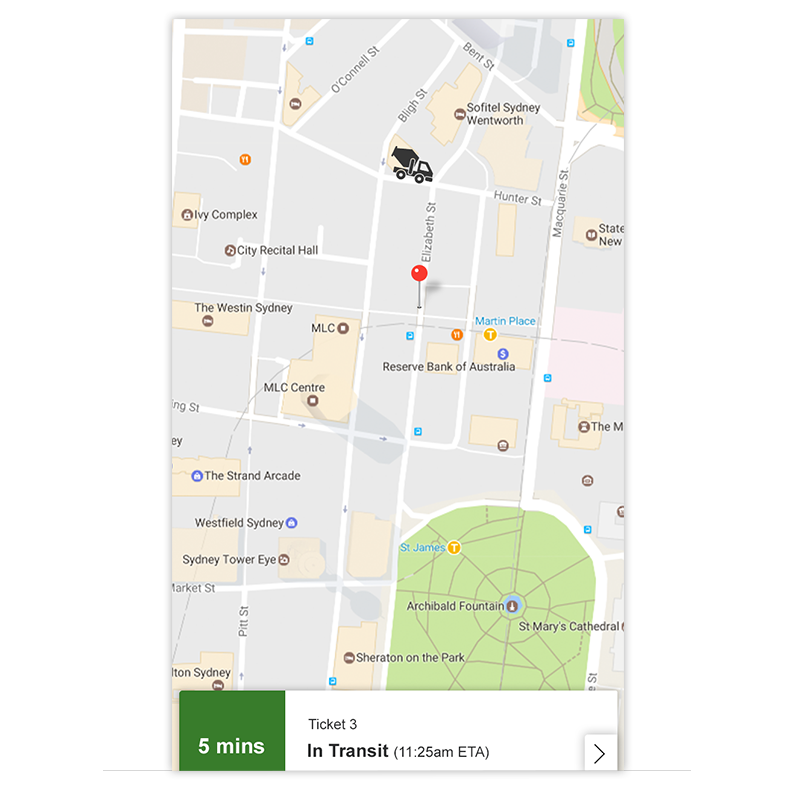 Bent St
O'Connell St
Bligh St
Sofitel Sydney
Wentworth
Hunter St
Macquarie St
Elizabeth St
Ivy Complex
State
New
City Recital Hall
The Westin Sydney
Martin Place
T
MLC
$
Reserve Bank of Australia
MLC Centre
ing St
The M
ey
The Strand Arcade
Westfield Sydney
St James
T
Sydney Tower Eye
Market St
Archibald Fountain
Pitt St
St Mary's Cathedral
Sheraton on the Park
lton Sydney
e St
5 mins
Ticket 3
In Transit (11:25am ETA)